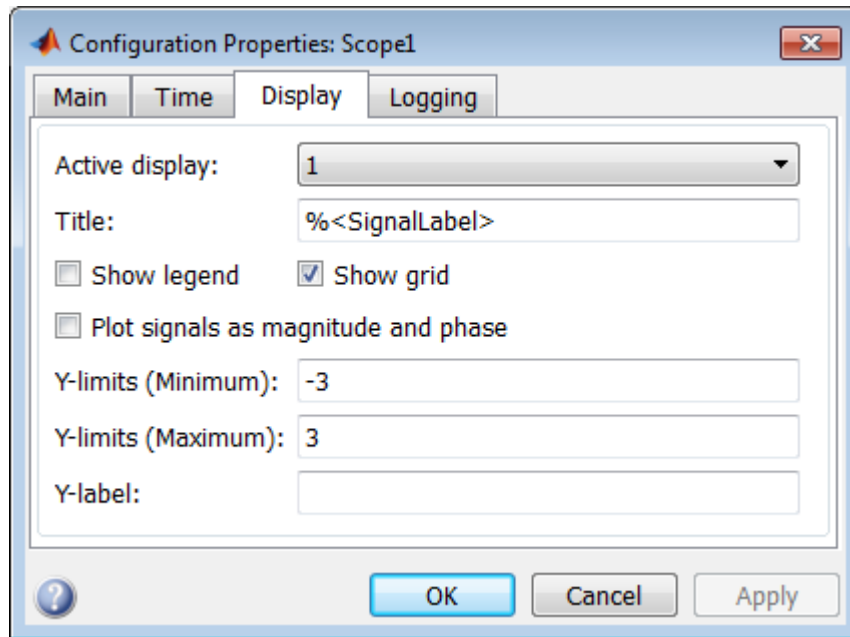 Configuration Properties: Scope1
Main Time Display Logging
Active display: 1
Title: %<SignalLabel>
Show legend Show grid
Plot signals as magnitude and phase
Y-limits (Minimum): -3
Y-limits (Maximum): 3
Y-label:
? OK Cancel Apply